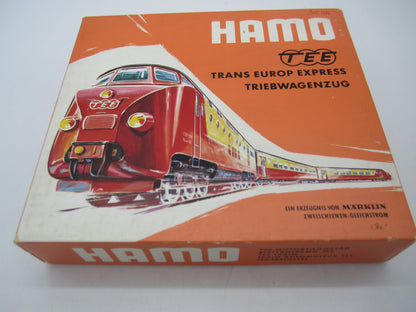 HAMO
TEE
TRANS EUROP EXPRESS
TRIEBWAGENZUG
TEE
EIN ERZEUGNIS VON MÄRKLIN
ZWEISCHIENEN-GLEICHSTROM
HAMO